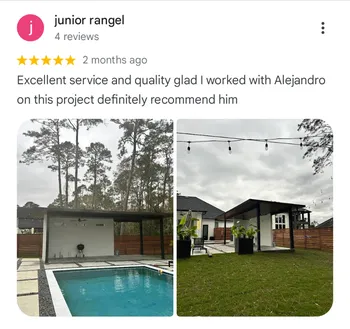 j
junior rangel
4 reviews
2 months ago
Excellent service and quality glad I worked with Alejandro
on this project definitely recommend him